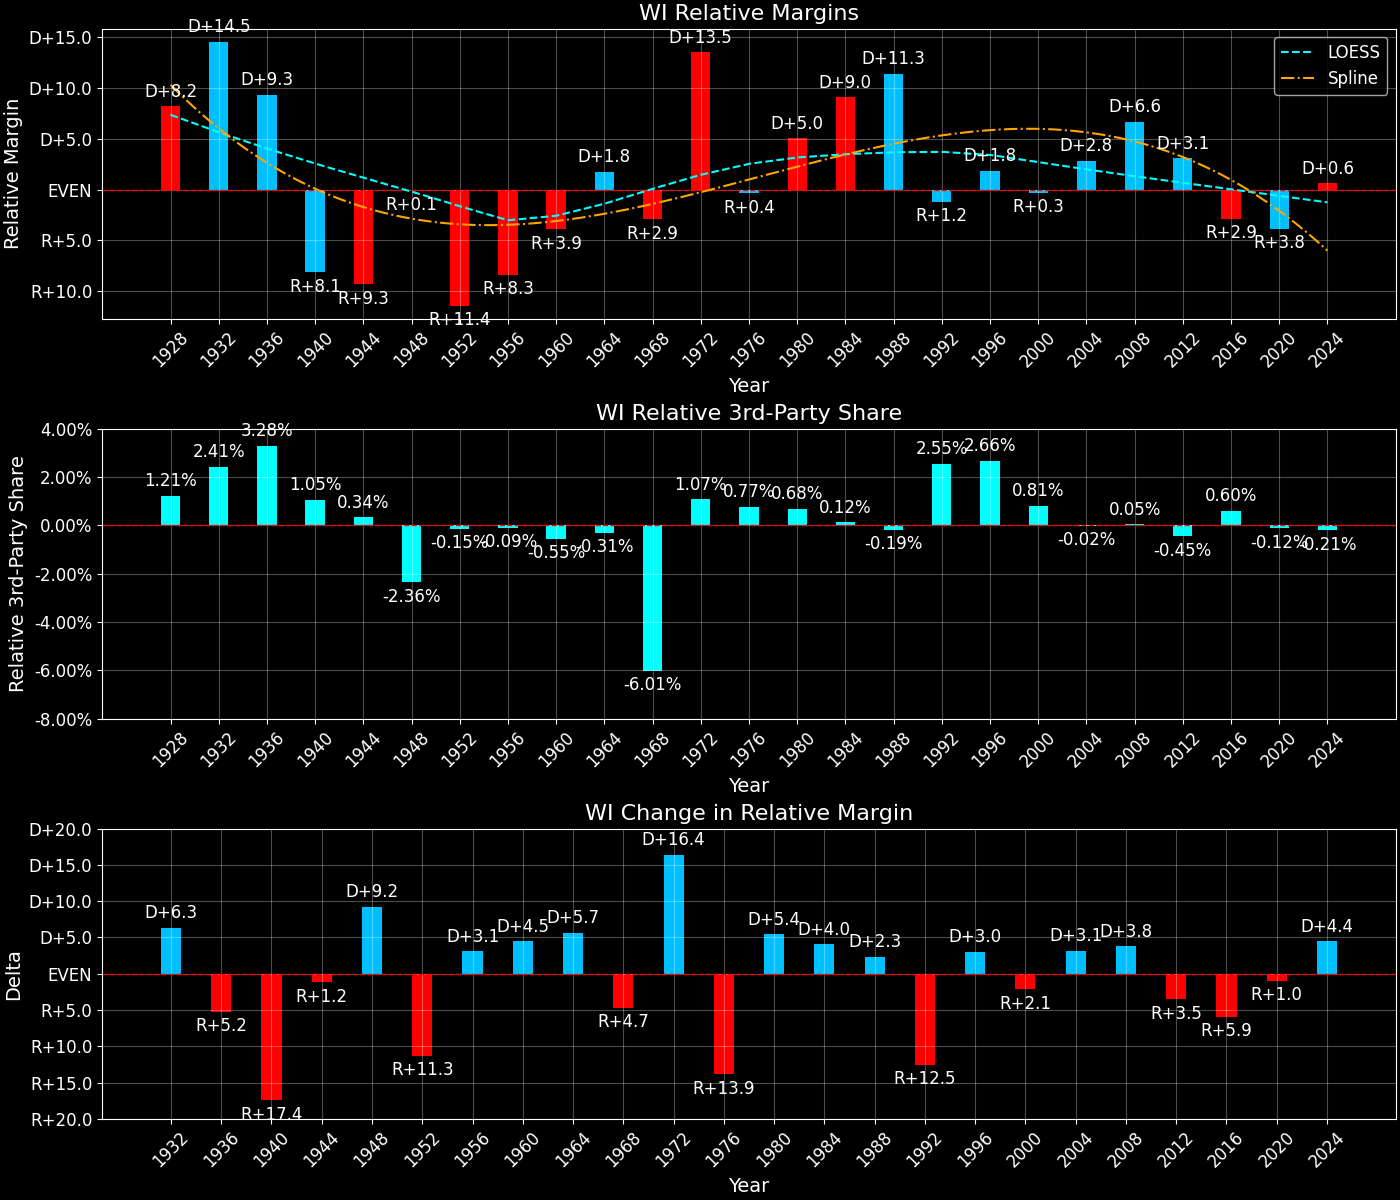 WI Relative Margins
Relative Margin
D+15.0
D+10.0
D+5.0
EVEN
R+5.0
R+10.0
D+8.2
D+14.5
D+9.3
R+8.1
R+9.3
R+0.1
R+11.4
R+8.3
R+3.9
D+1.8
R+2.9
D+13.5
R+0.4
D+5.0
D+9.0
D+11.3
R+1.2
D+1.8
R+0.3
D+2.8
D+6.6
D+3.1
R+2.9
R+3.8
D+0.6
LOESS
Spline
1928 1932 1936 1940 1944 1948 1952 1956 1960 1964 1968 1972 1976 1980 1984 1988 1992 1996 2000 2004 2008 2012 2016 2020 2024
Year
WI Relative 3rd-Party Share
Relative 3rd-Party Share
4.00%
2.00%
0.00%
-2.00%
-4.00%
-6.00%
-8.00%
1.21%
2.41%
3.28%
1.05%
0.34%
-2.36%
-0.15%
-0.09%
-0.55%
-0.31%
-6.01%
1.07%
0.77%
0.68%
0.12%
-0.19%
2.55%
2.66%
0.81%
-0.02%
0.05%
-0.45%
0.60%
-0.12%
-0.21%
1928 1932 1936 1940 1944 1948 1952 1956 1960 1964 1968 1972 1976 1980 1984 1988 1992 1996 2000 2004 2008 2012 2016 2020 2024
Year
WI Change in Relative Margin
Delta
D+20.0
D+15.0
D+10.0
D+5.0
EVEN
R+5.0
R+10.0
R+15.0
R+20.0
D+6.3
R+5.2
R+17.4
R+1.2
D+9.2
R+11.3
D+3.1
D+4.5
D+5.7
R+4.7
D+16.4
R+13.9
D+5.4
D+4.0
D+2.3
R+12.5
D+3.0
R+2.1
D+3.1
D+3.8
R+3.5
R+5.9
R+1.0
D+4.4
1932 1936 1940 1944 1948 1952 1956 1960 1964 1968 1972 1976 1980 1984 1988 1992 1996 2000 2004 2008 2012 2016 2020 2024
Year